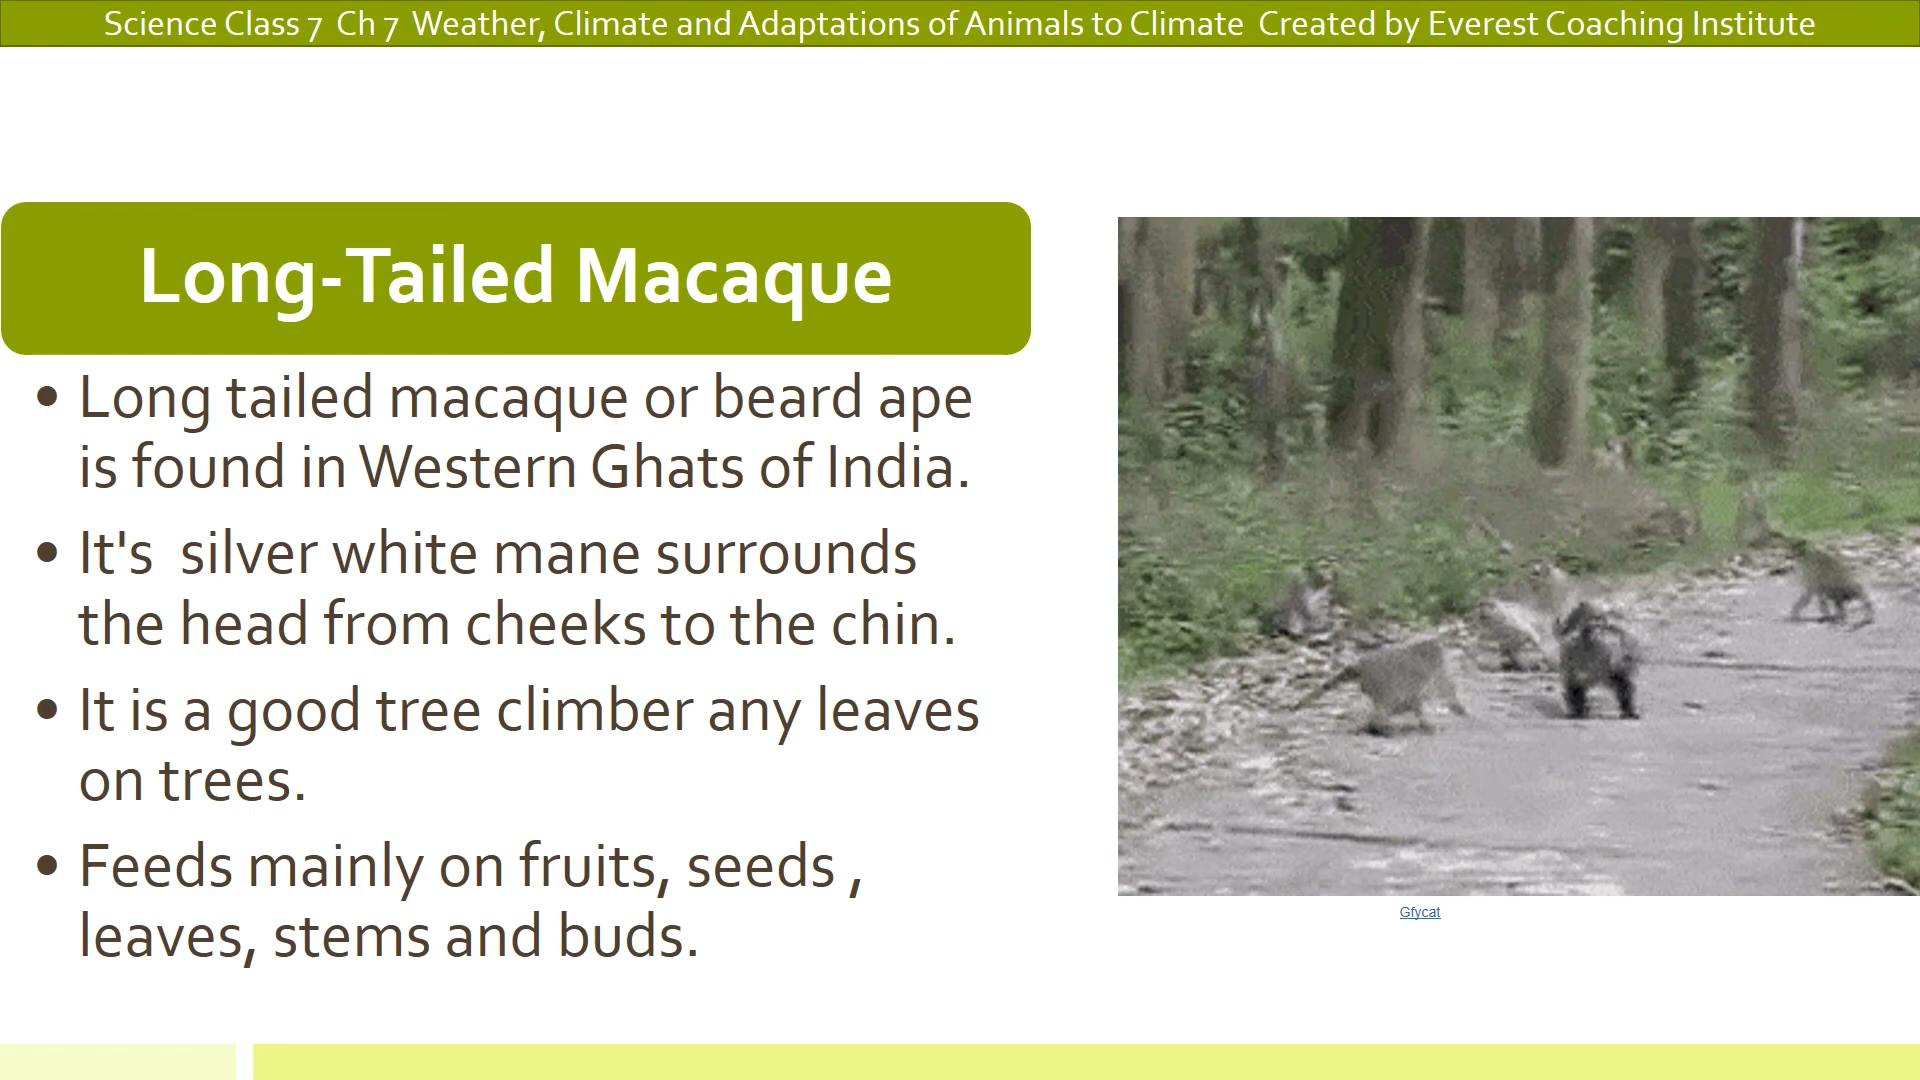 Science Class 7  Ch 7  Weather, Climate and Adaptations of Animals to Climate  Created by Everest Coaching Institute
Long-Tailed Macaque
• Long tailed macaque or beard ape
is found in Western Ghats of India.
• It's  silver white mane surrounds
the head from cheeks to the chin.
• It is a good tree climber any leaves
on trees.
• Feeds mainly on fruits, seeds ,
leaves, stems and buds.
Gfycat